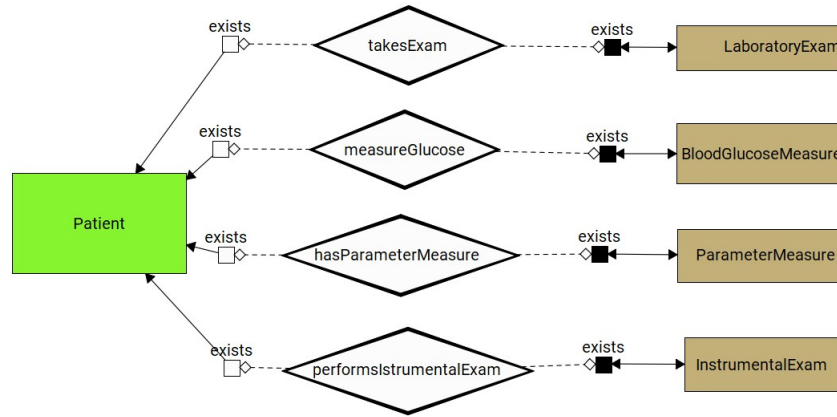 exists
takesExam
exists
LaboratoryExam
exists
measureGlucose
exists
BloodGlucoseMeasure
Patient
exists
hasParameterMeasure
exists
ParameterMeasure
exists
performsIstrumentalExam
exists
InstrumentalExam